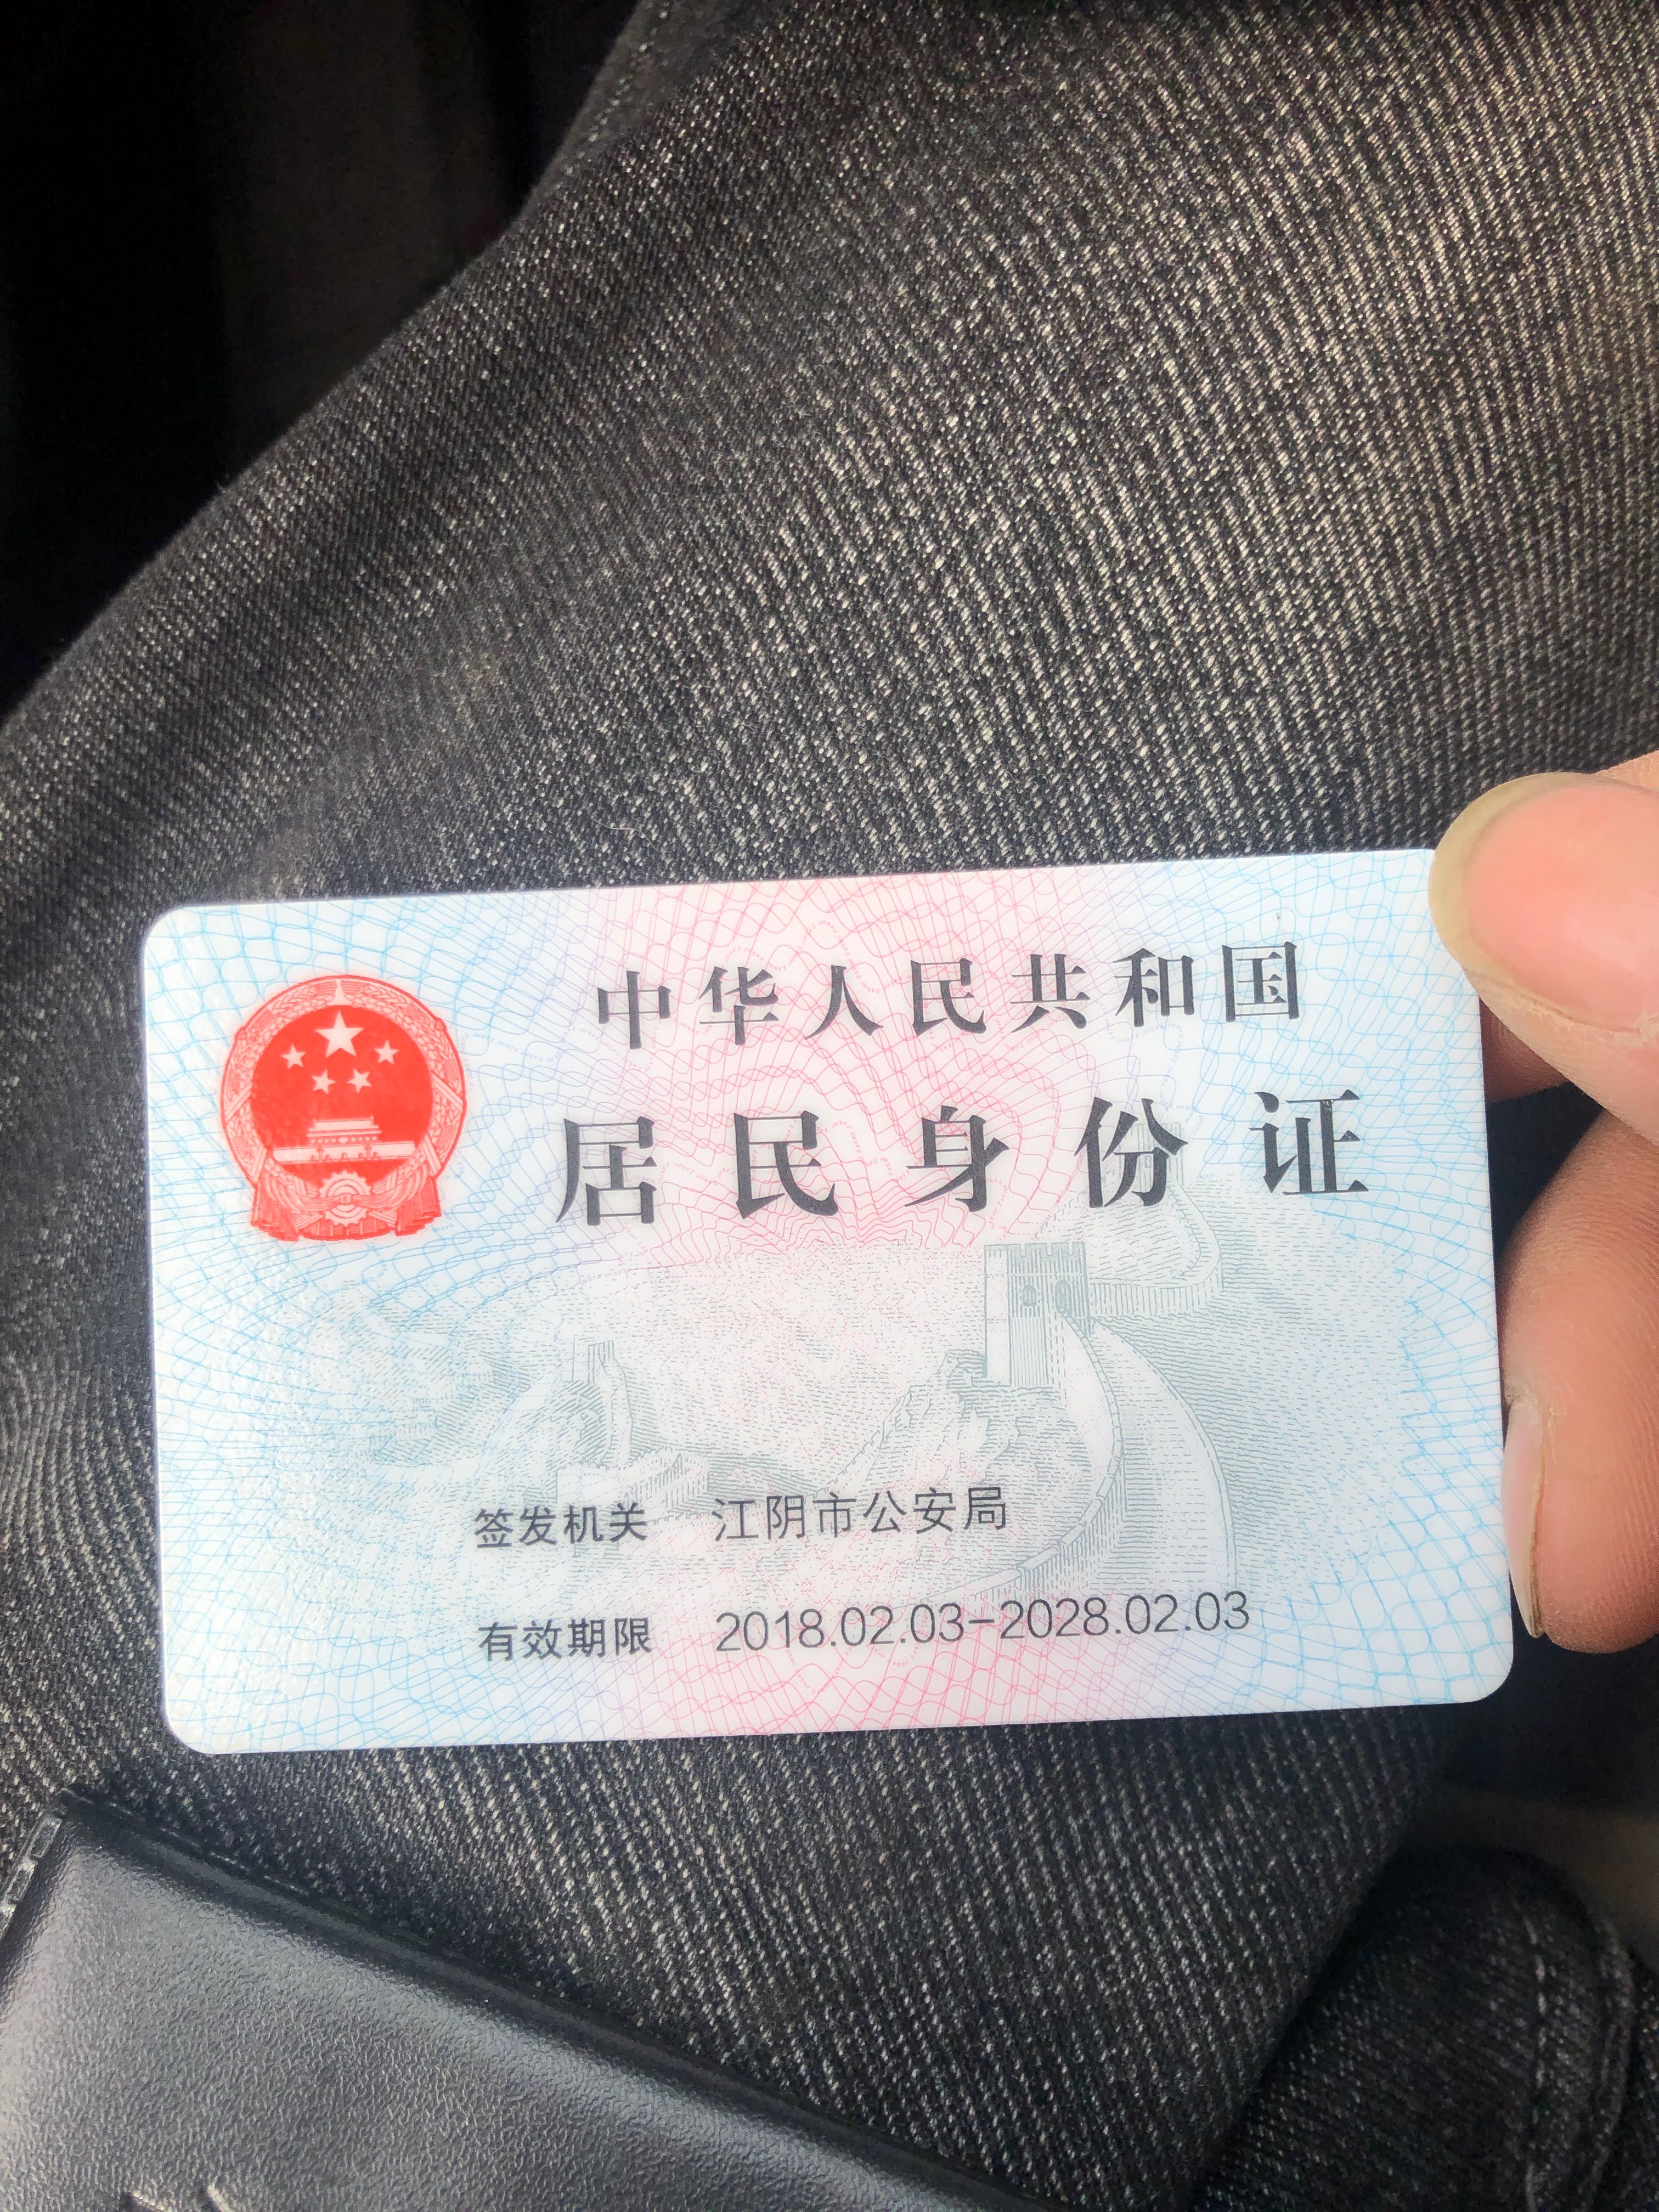 中华人民共和国
居民身份证
签发机关 江阴市公安局
有效期限 2018.02.03-2028.02.03